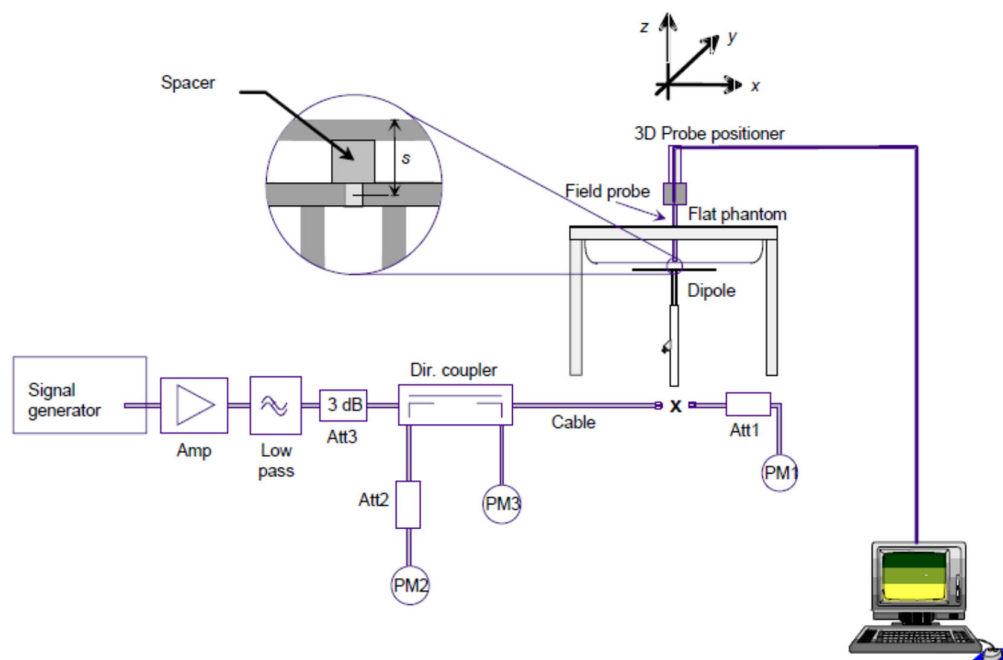 z
y
x
Spacer
s
3D Probe positioner
Field probe
Flat phantom
Dipole
Signal
generator
Amp
Low
pass
3 dB
Att3
Dir. coupler
Cable
X
Att1
PM1
Att2
PM3
PM2